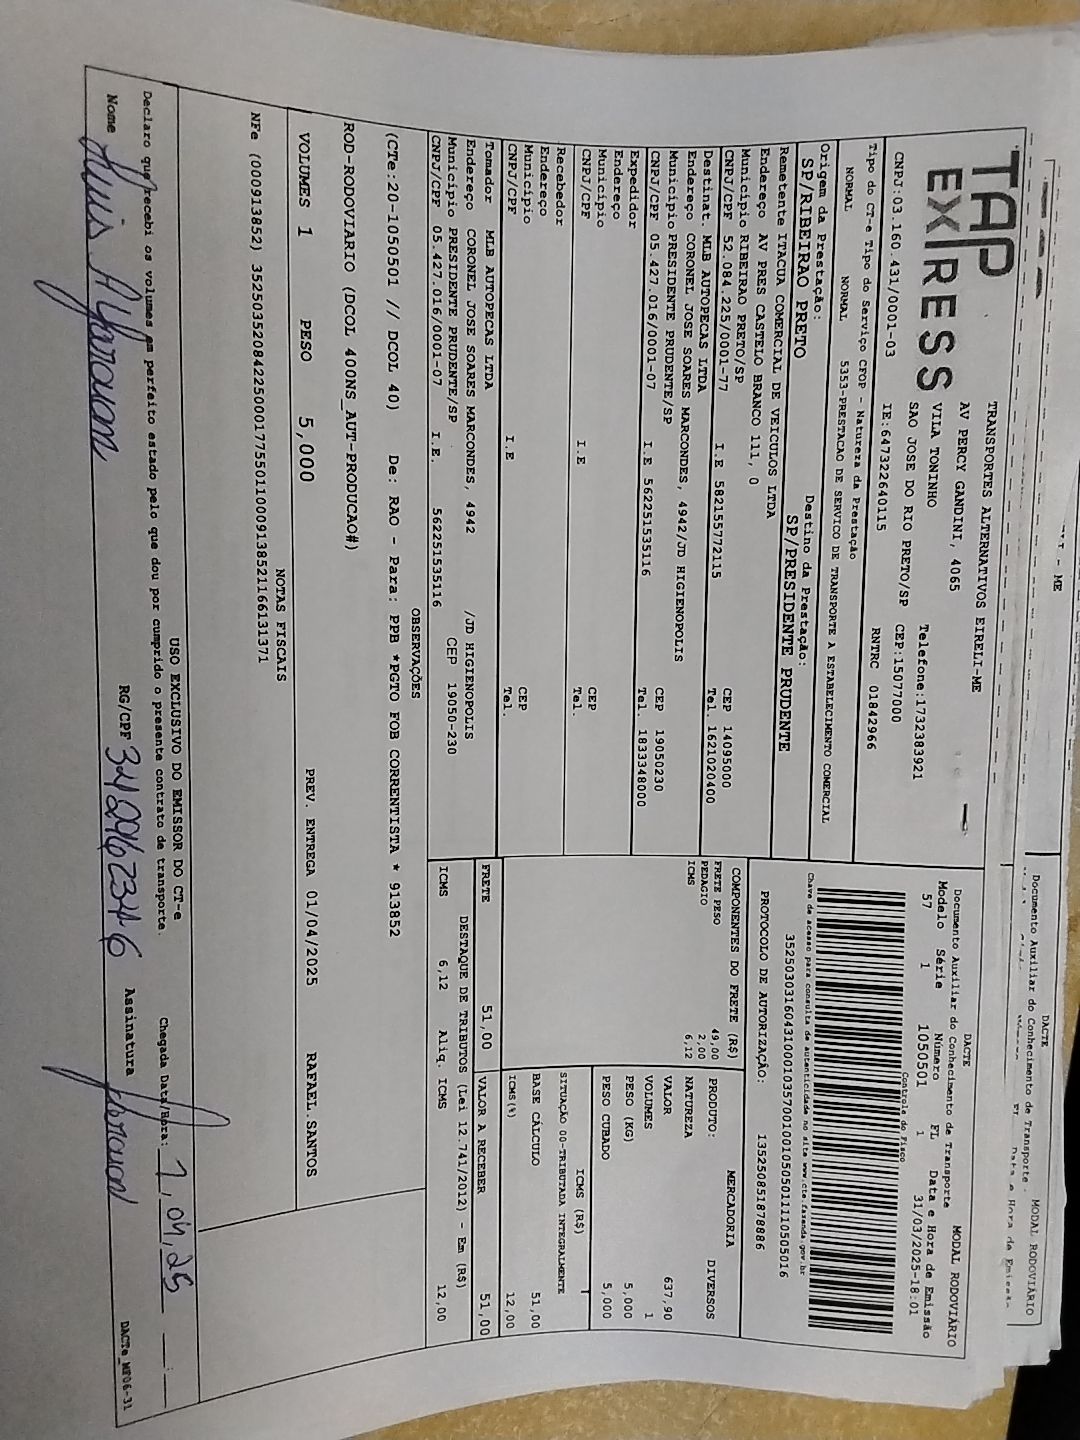 TAP
EXPRESS
TRANSPORTES ALTERNATIVOS EIRELI-ME
AV PERCY GANDINI, 4065
VILA TONINHO
SAO JOSE DO RIO PRETO/SP
Telefone:1732383921
CEP:15077000
CNPJ:03.160.431/0001-03 IE:647322640115 RNTRC 01842966
Tipo do CT-e Tipo do Serviço CFOP - Natureza da Prestação
NORMAL NORMAL 5353-PRESTACAO DE SERVICO DE TRANSPORTE A ESTABELECIMENTO COMERCIAL
Origem da Prestação: Destino da Prestação:
SP/RIBEIRAO PRETO SP/PRESIDENTE PRUDENTE
Remetente ITACUA COMERCIAL DE VEICULOS LTDA
Endereço AV PRES CASTELO BRANCO 111, 0
Município RIBEIRAO PRETO/SP CEP 14095000
CNPJ/CPF 52.084.225/0001-77 I.E 582155772115 Tel. 1621020400
Destinat. MLB AUTOPECAS LTDA
Endereço CORONEL JOSE SOARES MARCONDES, 4942/JD HIGIENOPOLIS
Município PRESIDENTE PRUDENTE/SP CEP 19050230
CNPJ/CPF 05.427.016/0001-07 I.E 562251535116 Tel. 1833348000
Expedidor
Endereço
Município CEP
CNPJ/CPF I.E Tel.
Recebedor
Endereço
Município CEP
CNPJ/CPF I.E Tel.
Tomador MLB AUTOPECAS LTDA
Endereço CORONEL JOSE SOARES MARCONDES, 4942 /JD HIGIENOPOLIS
Município PRESIDENTE PRUDENTE/SP CEP 19050-230
CNPJ/CPF 05.427.016/0001-07 I.E. 562251535116
DACTE MODAL RODOVIÁRIO
Documento Auxiliar do Conhecimento de Transporte
Modelo Série Número FL Data e Hora de Emissão
57 1 1050501 1 31/03/2025-18:01
Controle do Fisco
35250303160431000103570010010505011110505016
Chave de acesso para consulta de autenticidade no site www.cte.fazenda.gov.br
PROTOCOLO DE AUTORIZAÇÃO: 135250851878886
COMPONENTES DO FRETE (R$)
FRETE PESO 49,00
PEDAGIO 2,00
ICMS 6,12
MERCADORIA
PRODUTO: DIVERSOS
NATUREZA
VALOR 637,90
VOLUMES 1
PESO (KG) 5,000
PESO CUBADO 5,000
ICMS (R$)
SITUAÇÃO 00-TRIBUTADA INTEGRALMENTE
BASE CÁLCULO 51,00
ICMS(%) 12,00
FRETE 51,00 VALOR A RECEBER 51,00
DESTAQUE DE TRIBUTOS (Lei 12.741/2012) - Em (R$)
ICMS 6,12 Aliq. ICMS 12,00
OBSERVAÇÕES
(CTe:20-1050501 // DCOL 40) De: RAO - Para: PPB *PGTO FOB CORRENTISTA * 913852
ROD-RODOVIARIO (DCOL 400NS_AUT-PRODUCAO#)
VOLUMES 1 PESO 5,000 PREV. ENTREGA 01/04/2025 RAFAEL.SANTOS
NOTAS FISCAIS
NFe (000913852) 35250352084225000177550110009138521166131371
USO EXCLUSIVO DO EMISSOR DO CT-e
Declaro que recebi os volumes em perfeito estado pelo que dou por cumprido o presente contrato de transporte.
Chegada Data/Hora: 1,04,25 :
Nome RG/CPF Assinatura
DACTe_MF06-31